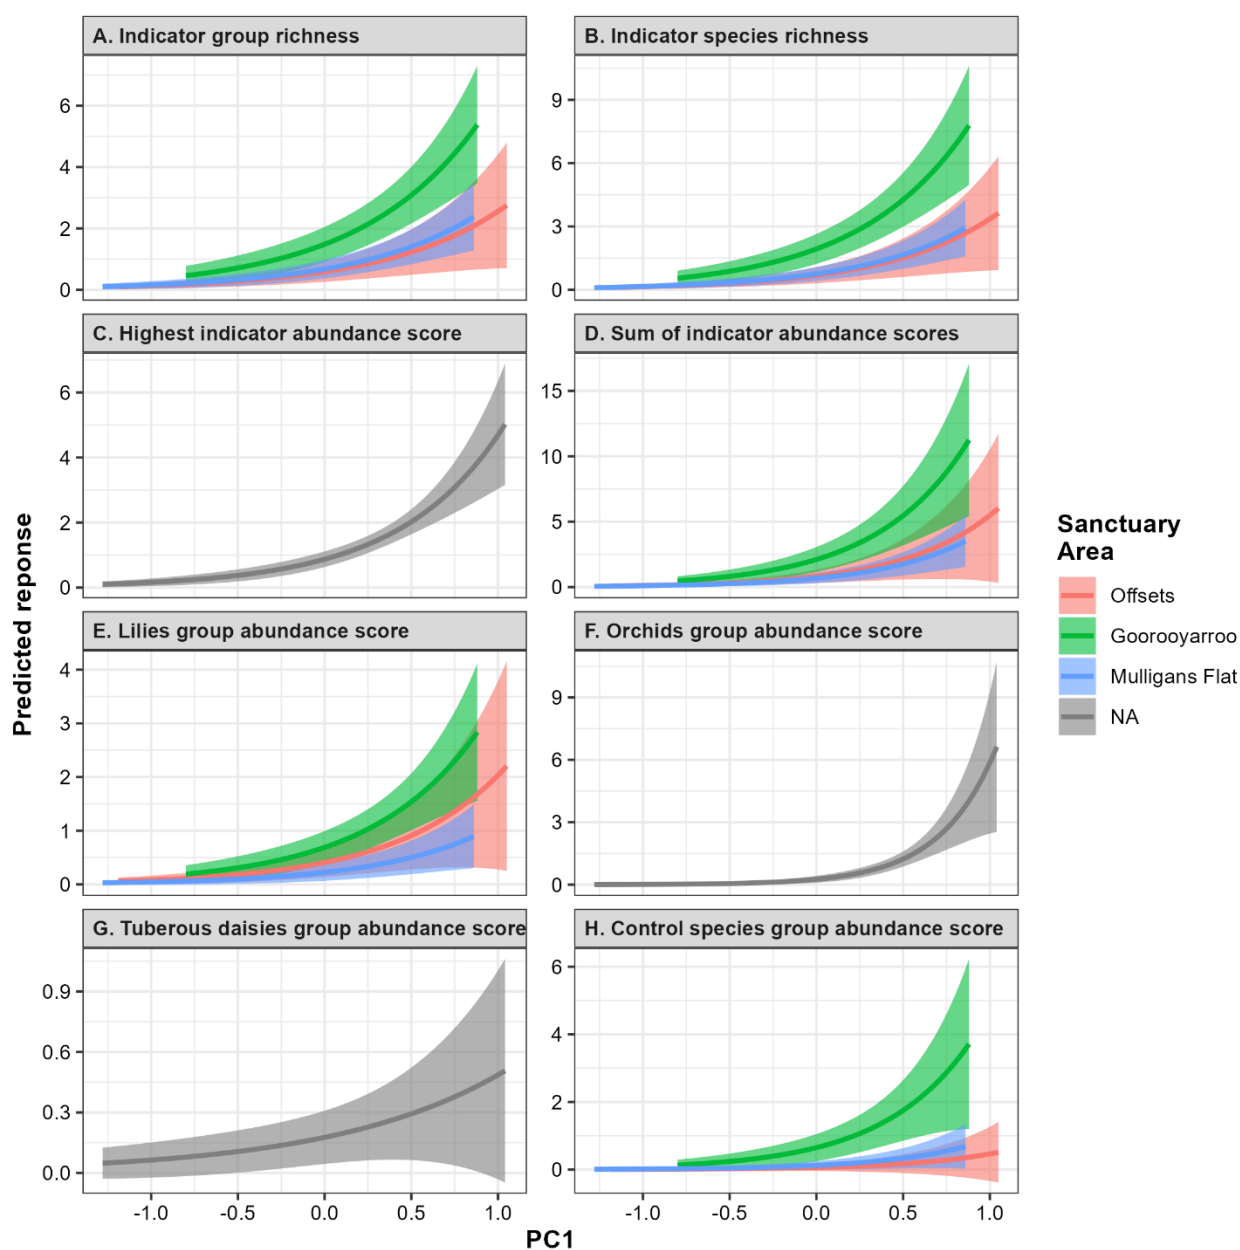 A. Indicator group richness
B. Indicator species richness
6
4
2
0
9
6
3
0
C. Highest indicator abundance score
D. Sum of indicator abundance scores
6
4
2
0
15
10
5
0
E. Lilies group abundance score
F. Orchids group abundance score
4
3
2
1
0
9
6
3
0
G. Tuberous daisies group abundance score
H. Control species group abundance score
0.9
0.6
0.3
0.0
6
4
2
0
-1.0 -0.5 0.0 0.5 1.0
-1.0 -0.5 0.0 0.5 1.0
PC1
Predicted reponse
Sanctuary
Area
Offsets
Goorooyarroo
Mulligans Flat
NA